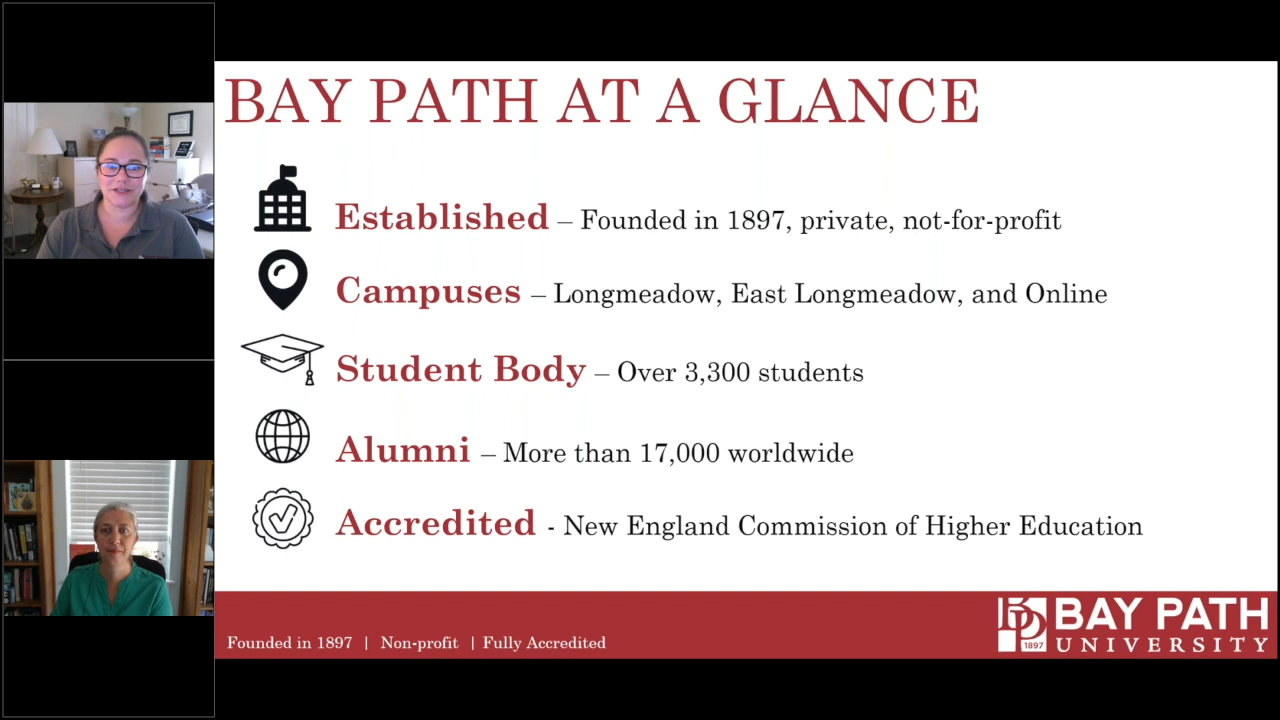 BAY PATH AT A GLANCE
Established – Founded in 1897, private, not-for-profit
Campuses – Longmeadow, East Longmeadow, and Online
Student Body – Over 3,300 students
Alumni – More than 17,000 worldwide
Accredited - New England Commission of Higher Education
Founded in 1897 | Non-profit | Fully Accredited
1897
BAY PATH
UNIVERSITY